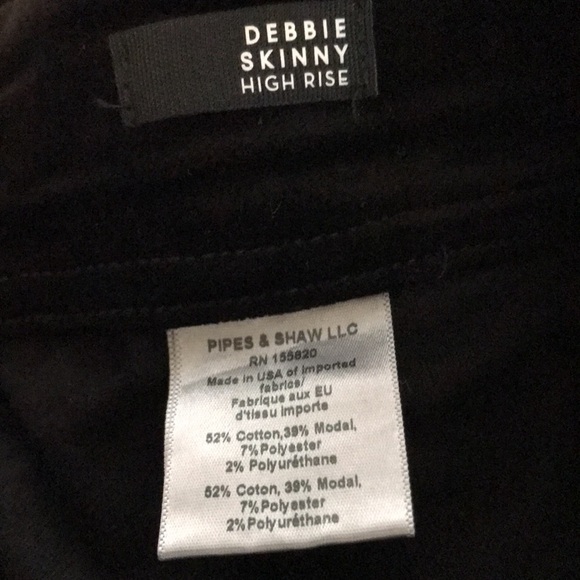 DEBBIE
SKINNY
HIGH RISE
PIPES & SHAW LLC
RN 155820
Made in USA of imported
fabrics/
Fabrique aux EU
d'tissu importe
52% Cotton,39% Modal,
7%Polyester
2% Polyuréthane
52% Coton, 39% Modal,
7%Polyester
2%Polyuréthane